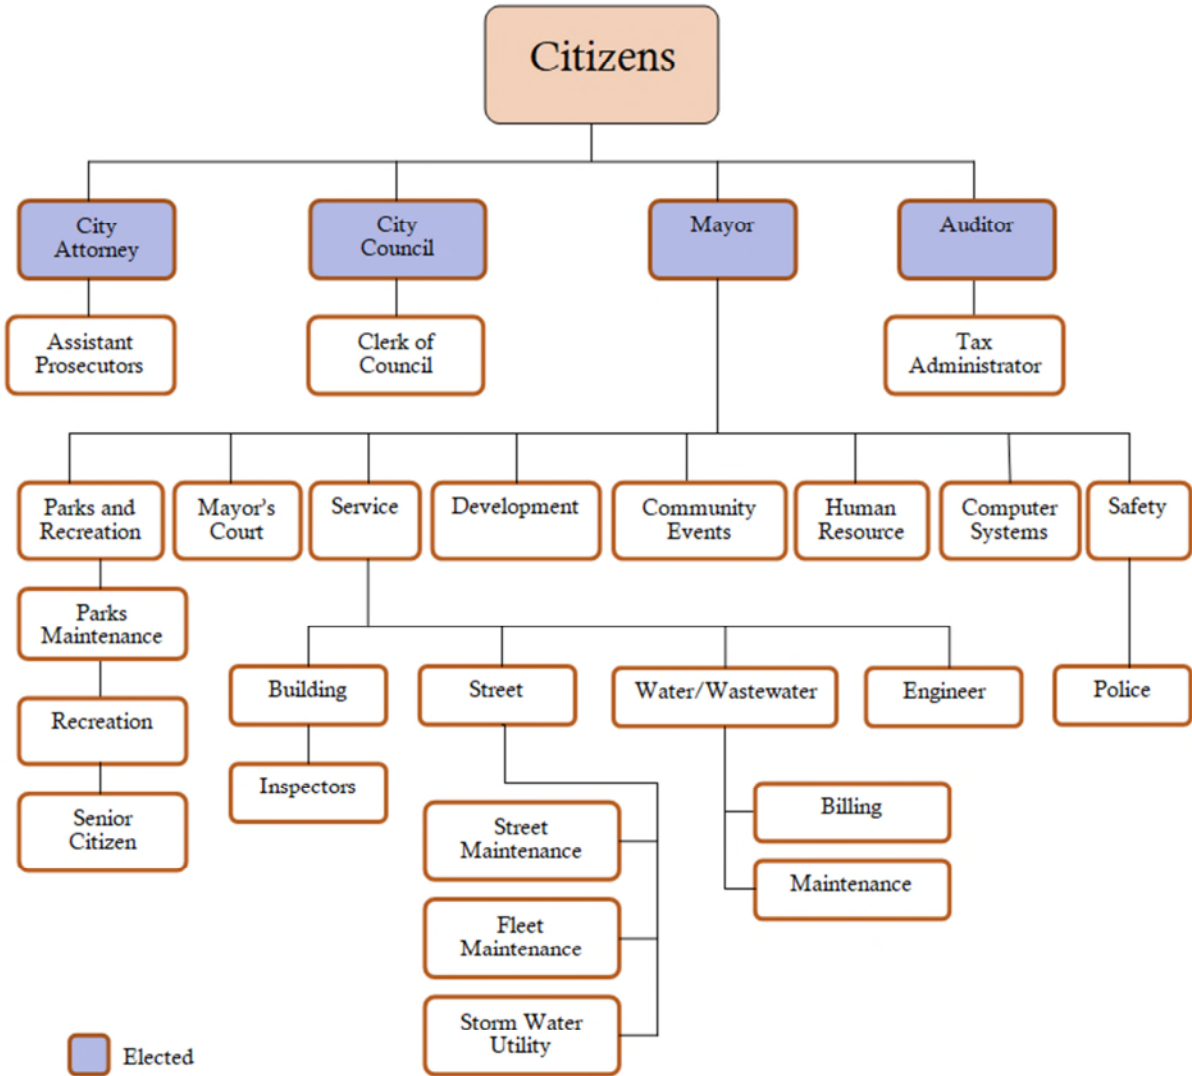 Citizens
City
Attorney
City
Council
Mayor
Auditor
Assistant
Prosecutors
Clerk of
Council
Tax
Administrator
Parks and
Recreation
Mayor's
Court
Service
Development
Community
Events
Human
Resource
Computer
Systems
Safety
Parks
Maintenance
Recreation
Senior
Citizen
Building
Street
Water/Wastewater
Engineer
Police
Inspectors
Street
Maintenance
Fleet
Maintenance
Storm Water
Utility
Billing
Maintenance
Elected